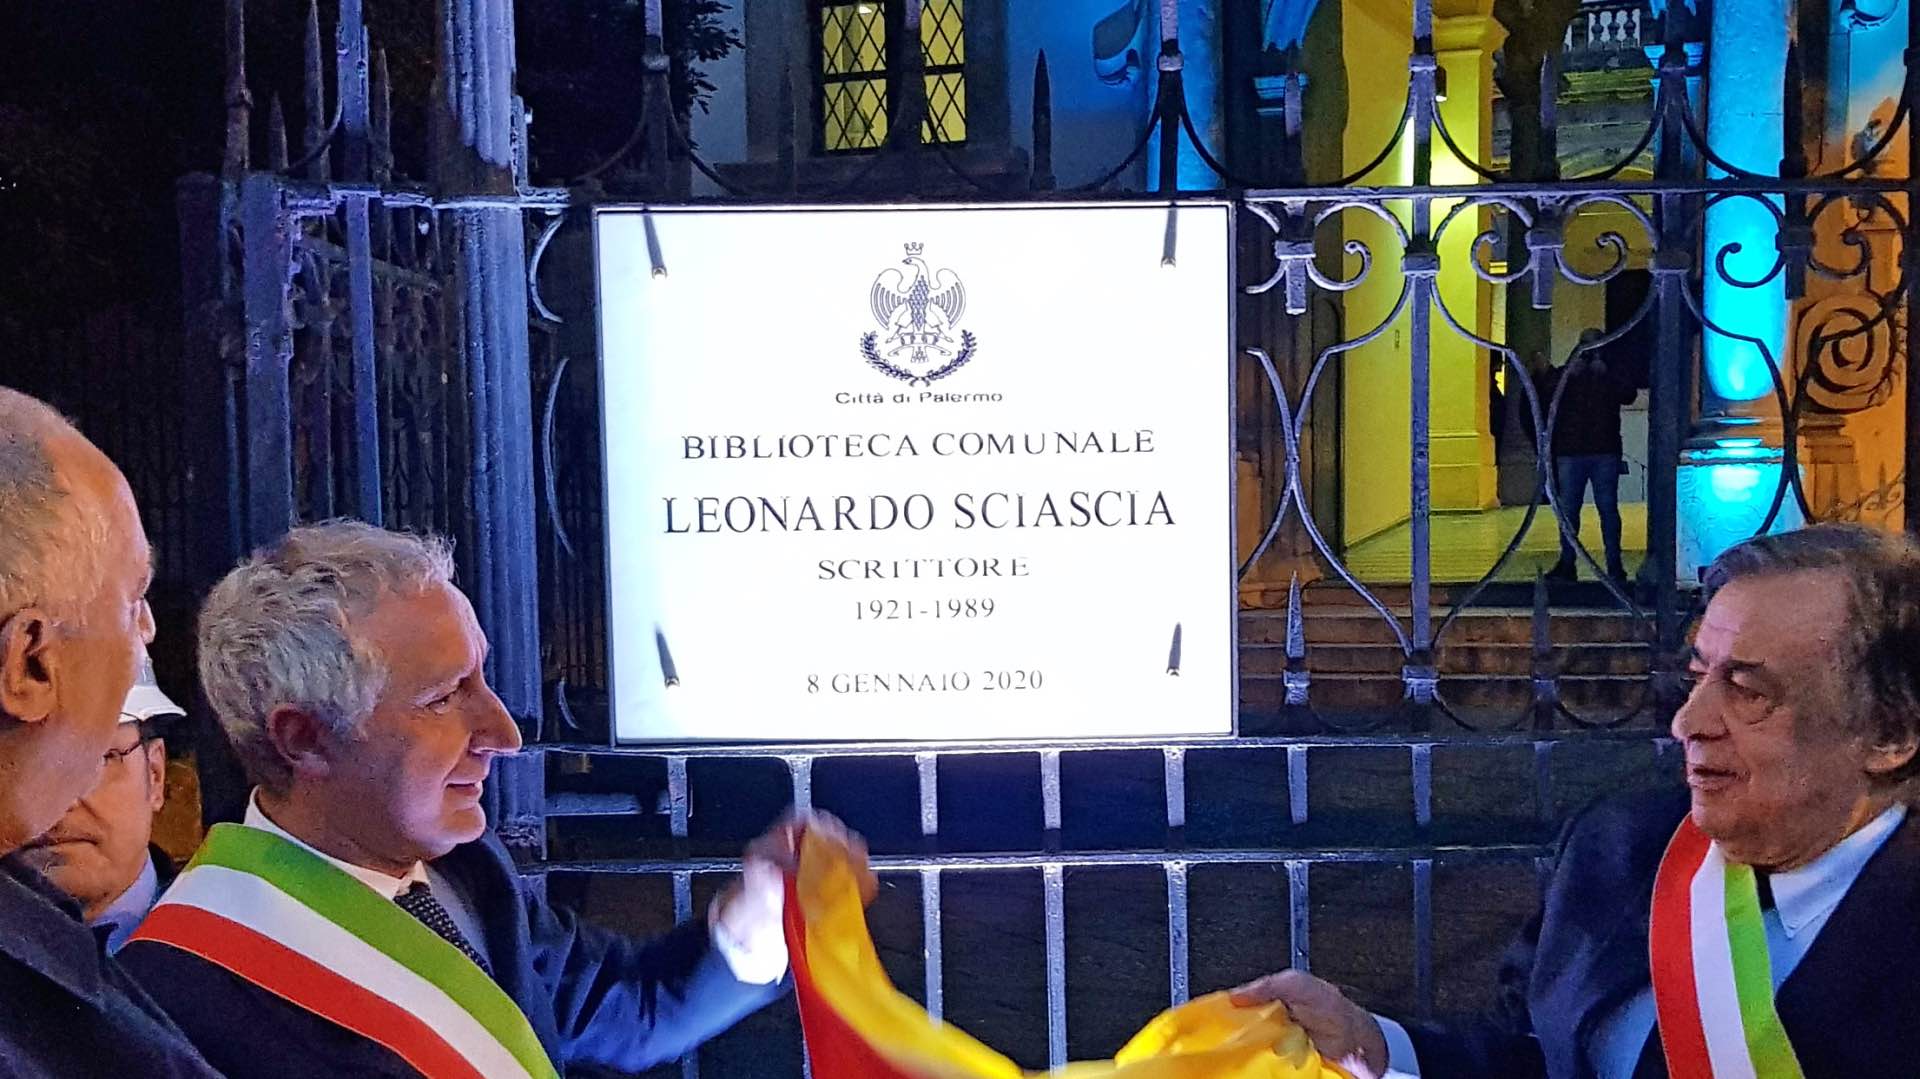 Città di Palermo
BIBLIOTECA COMUNALE
LEONARDO SCIASCIA
SCRITTORE
1921-1989
8 GENNAIO 2020